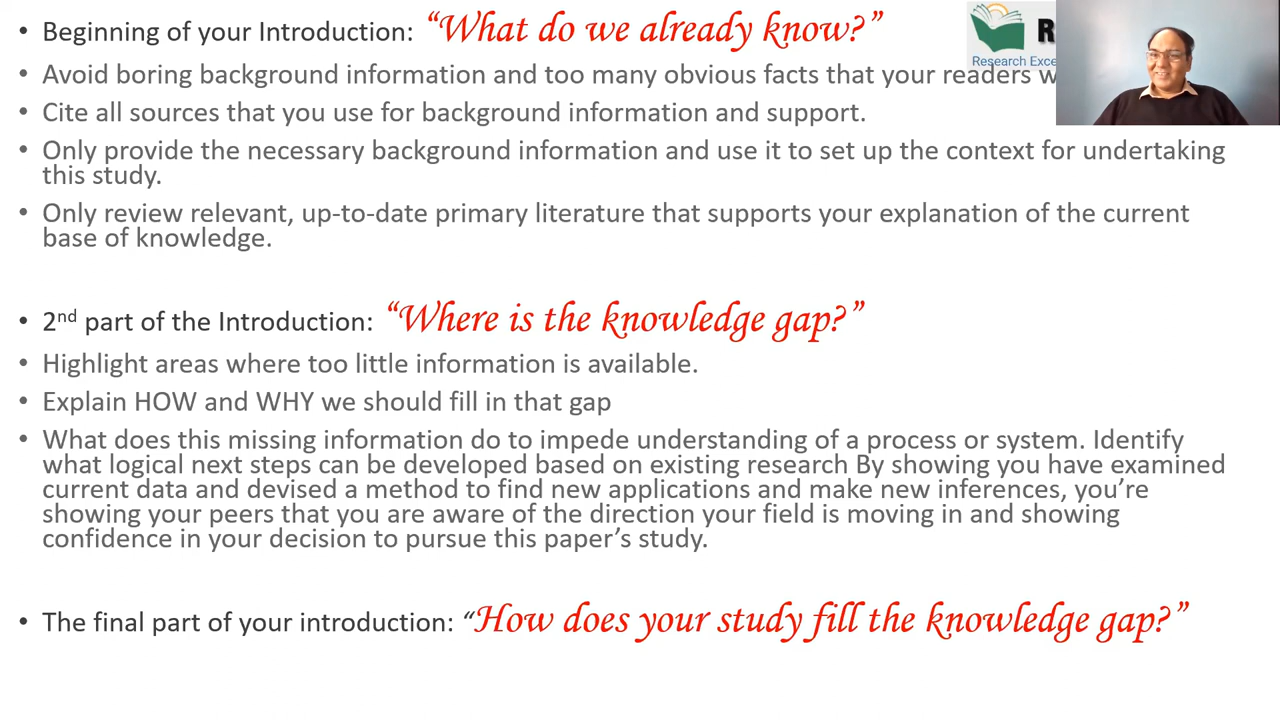 • Beginning of your Introduction: “What do we already know?”
R
Research Exce
• Avoid boring background information and too many obvious facts that your readers w
• Cite all sources that you use for background information and support.
• Only provide the necessary background information and use it to set up the context for undertaking
this study.
• Only review relevant, up-to-date primary literature that supports your explanation of the current
base of knowledge.
• 2nd part of the Introduction: “Where is the knowledge gap?”
• Highlight areas where too little information is available.
• Explain HOW and WHY we should fill in that gap
• What does this missing information do to impede understanding of a process or system. Identify
what logical next steps can be developed based on existing research By showing you have examined
current data and devised a method to find new applications and make new inferences, you’re
showing your peers that you are aware of the direction your field is moving in and showing
confidence in your decision to pursue this paper’s study.
• The final part of your introduction: “How does your study fill the knowledge gap?”